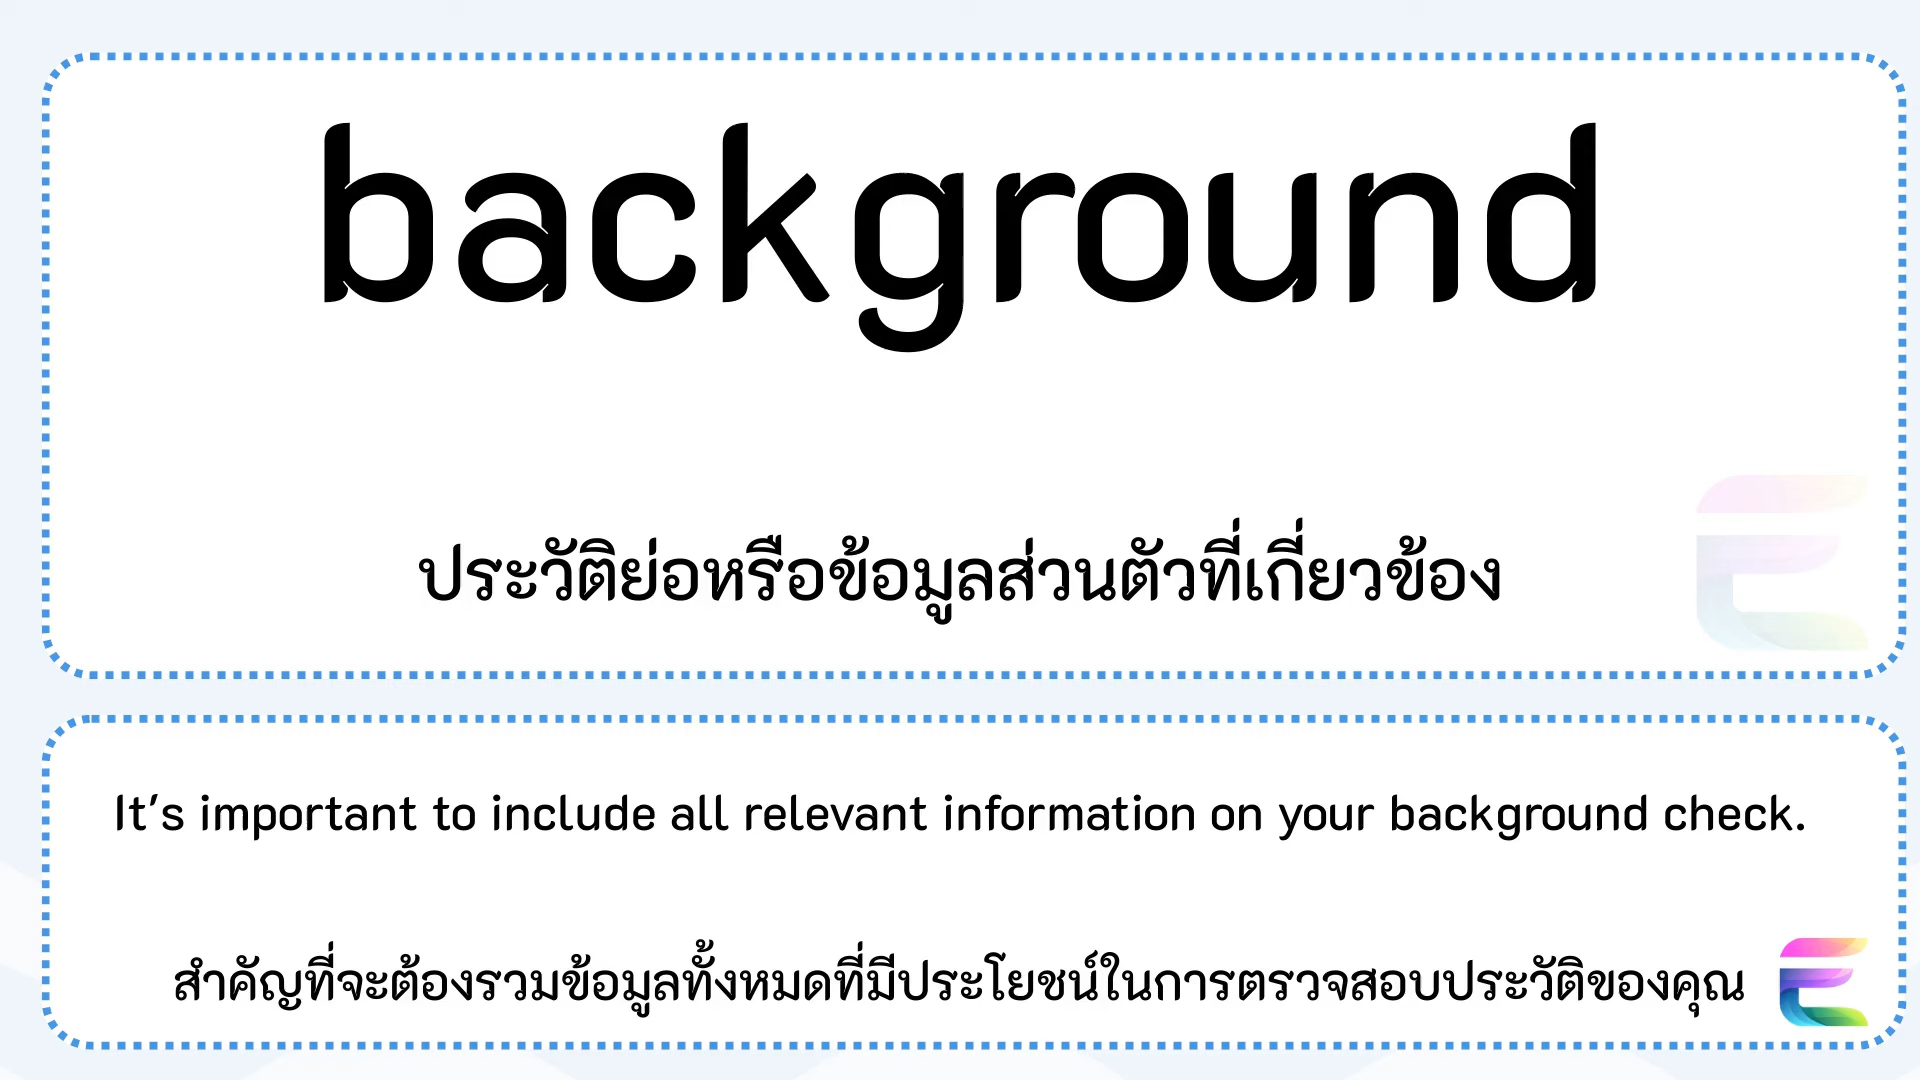 background
ประวัติย่อหรือข้อมูลส่วนตัวที่เกี่ยวข้อง
It's important to include all relevant information on your background check.
สำคัญที่จะต้องรวมข้อมูลทั้งหมดที่มีประโยชน์ในการตรวจสอบประวัติของคุณ